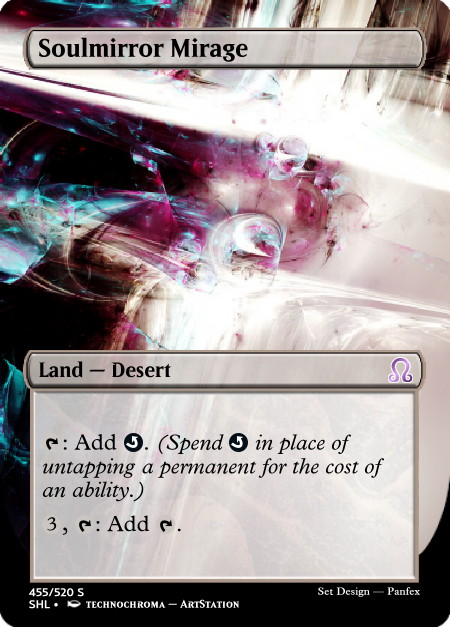 Soulmirror Mirage
Land — Desert
: Add . (Spend in place of
untapping a permanent for the cost of
an ability.)
3 , : Add .
455/520 S
Set Design — Panfex
SHL • TECHNOCHROMA — ARTSTATION